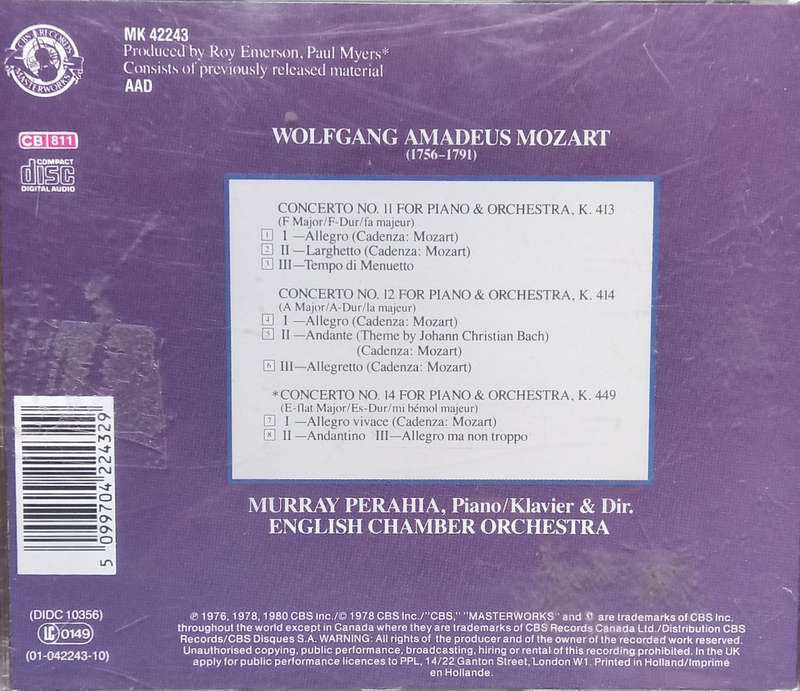 CBS RECORDS
MASTERWORKS
MK 42243
Produced by Roy Emerson, Paul Myers*
Consists of previously released material
AAD
CB 811
COMPACT
disc
DIGITAL AUDIO
WOLFGANG AMADEUS MOZART
(1756–1791)
CONCERTO NO. 11 FOR PIANO & ORCHESTRA, K. 413
(F Major/F-Dur/fa majeur)
1 I—Allegro (Cadenza: Mozart)
2 II—Larghetto (Cadenza: Mozart)
3 III—Tempo di Menuetto
CONCERTO NO. 12 FOR PIANO & ORCHESTRA, K. 414
(A Major/A-Dur/la majeur)
4 I—Allegro (Cadenza: Mozart)
5 II—Andante (Theme by Johann Christian Bach)
(Cadenza: Mozart)
6 III—Allegretto (Cadenza: Mozart)
*CONCERTO NO. 14 FOR PIANO & ORCHESTRA, K. 449
(E-flat Major/Es-Dur/mi bémol majeur)
7 I—Allegro vivace (Cadenza: Mozart)
8 II—Andantino III—Allegro ma non troppo
MURRAY PERAHIA, Piano/Klavier & Dir.
ENGLISH CHAMBER ORCHESTRA
5 099704 224329
(DIDC 10356)
LC 0149
(01-042243-10)
℗ 1976, 1978, 1980 CBS Inc./© 1978 CBS Inc./"CBS," "MASTERWORKS" and are trademarks of CBS Inc.
throughout the world except in Canada where they are trademarks of CBS Records Canada Ltd./Distribution CBS
Records/CBS Disques S.A. WARNING: All rights of the producer and of the owner of the recorded work reserved.
Unauthorised copying, public performance, broadcasting, hiring or rental of this recording prohibited. In the UK
apply for public performance licences to PPL, 14/22 Ganton Street, London W1. Printed in Holland/Imprimé
en Hollande.